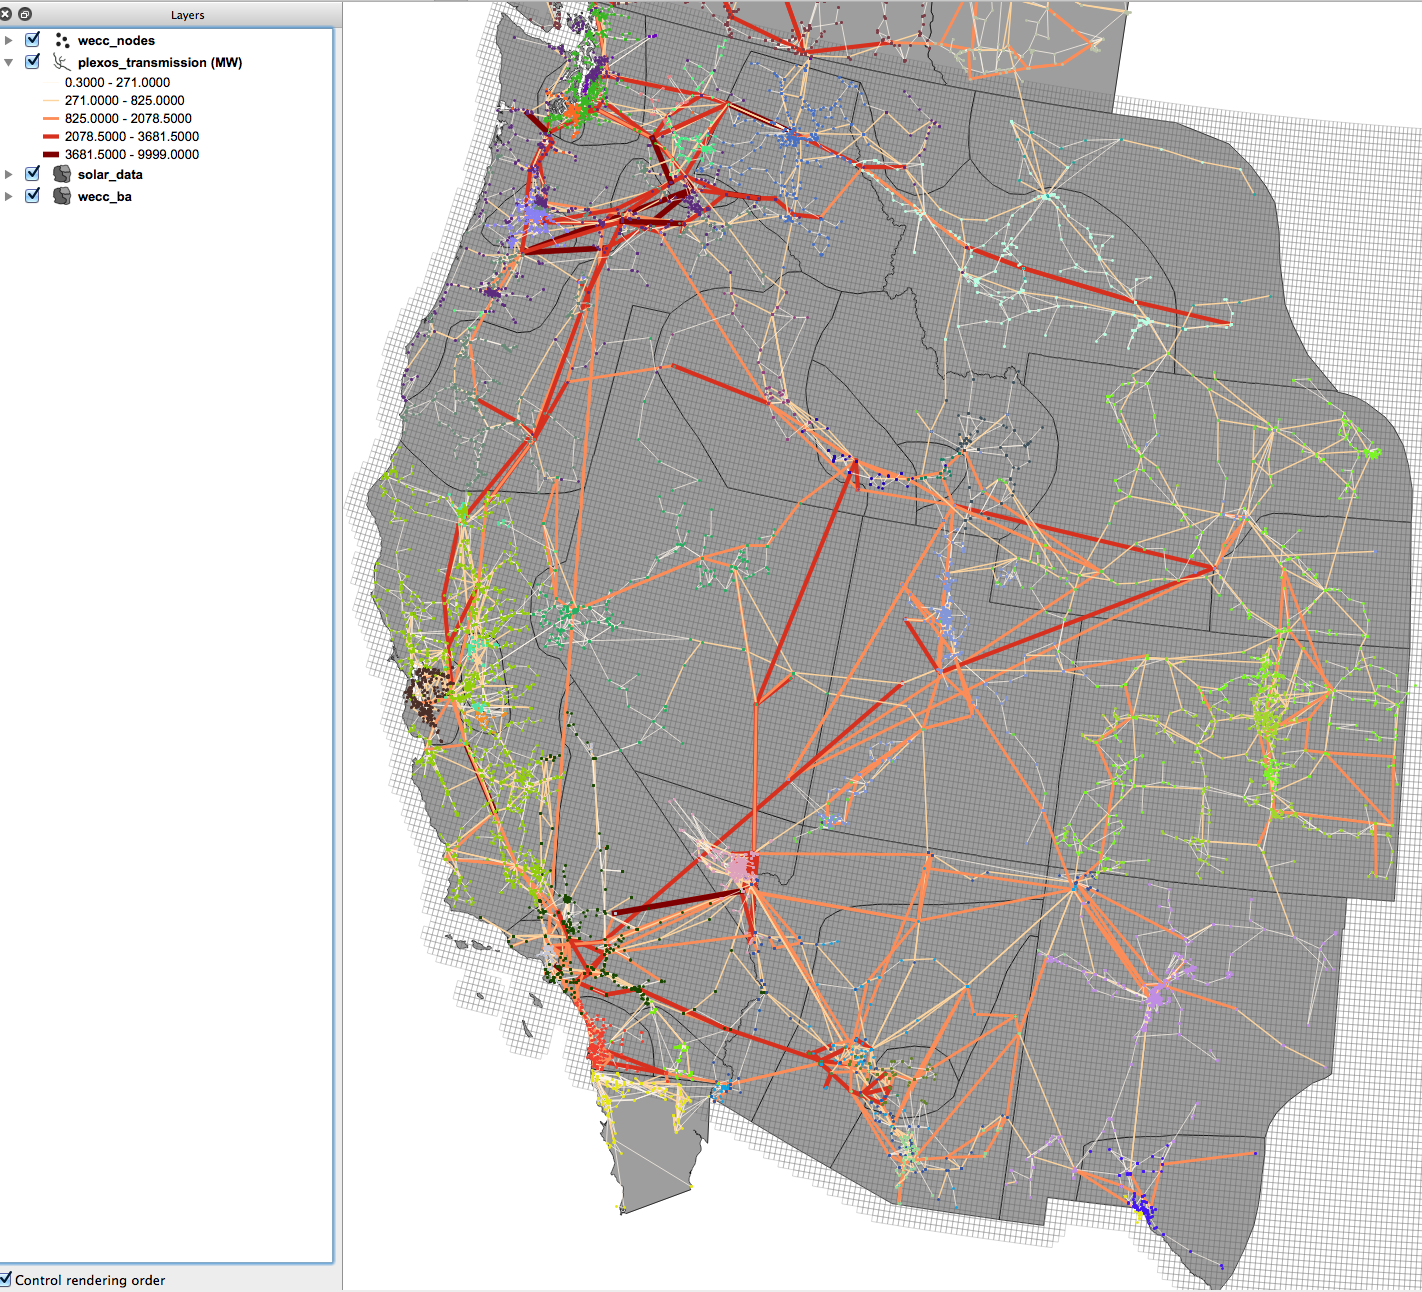 Layers
wecc_nodes
plexos_transmission (MW)
0.3000 - 271.0000
271.0000 - 825.0000
825.0000 - 2078.5000
2078.5000 - 3681.5000
3681.5000 - 9999.0000
solar_data
wecc_ba
Control rendering order